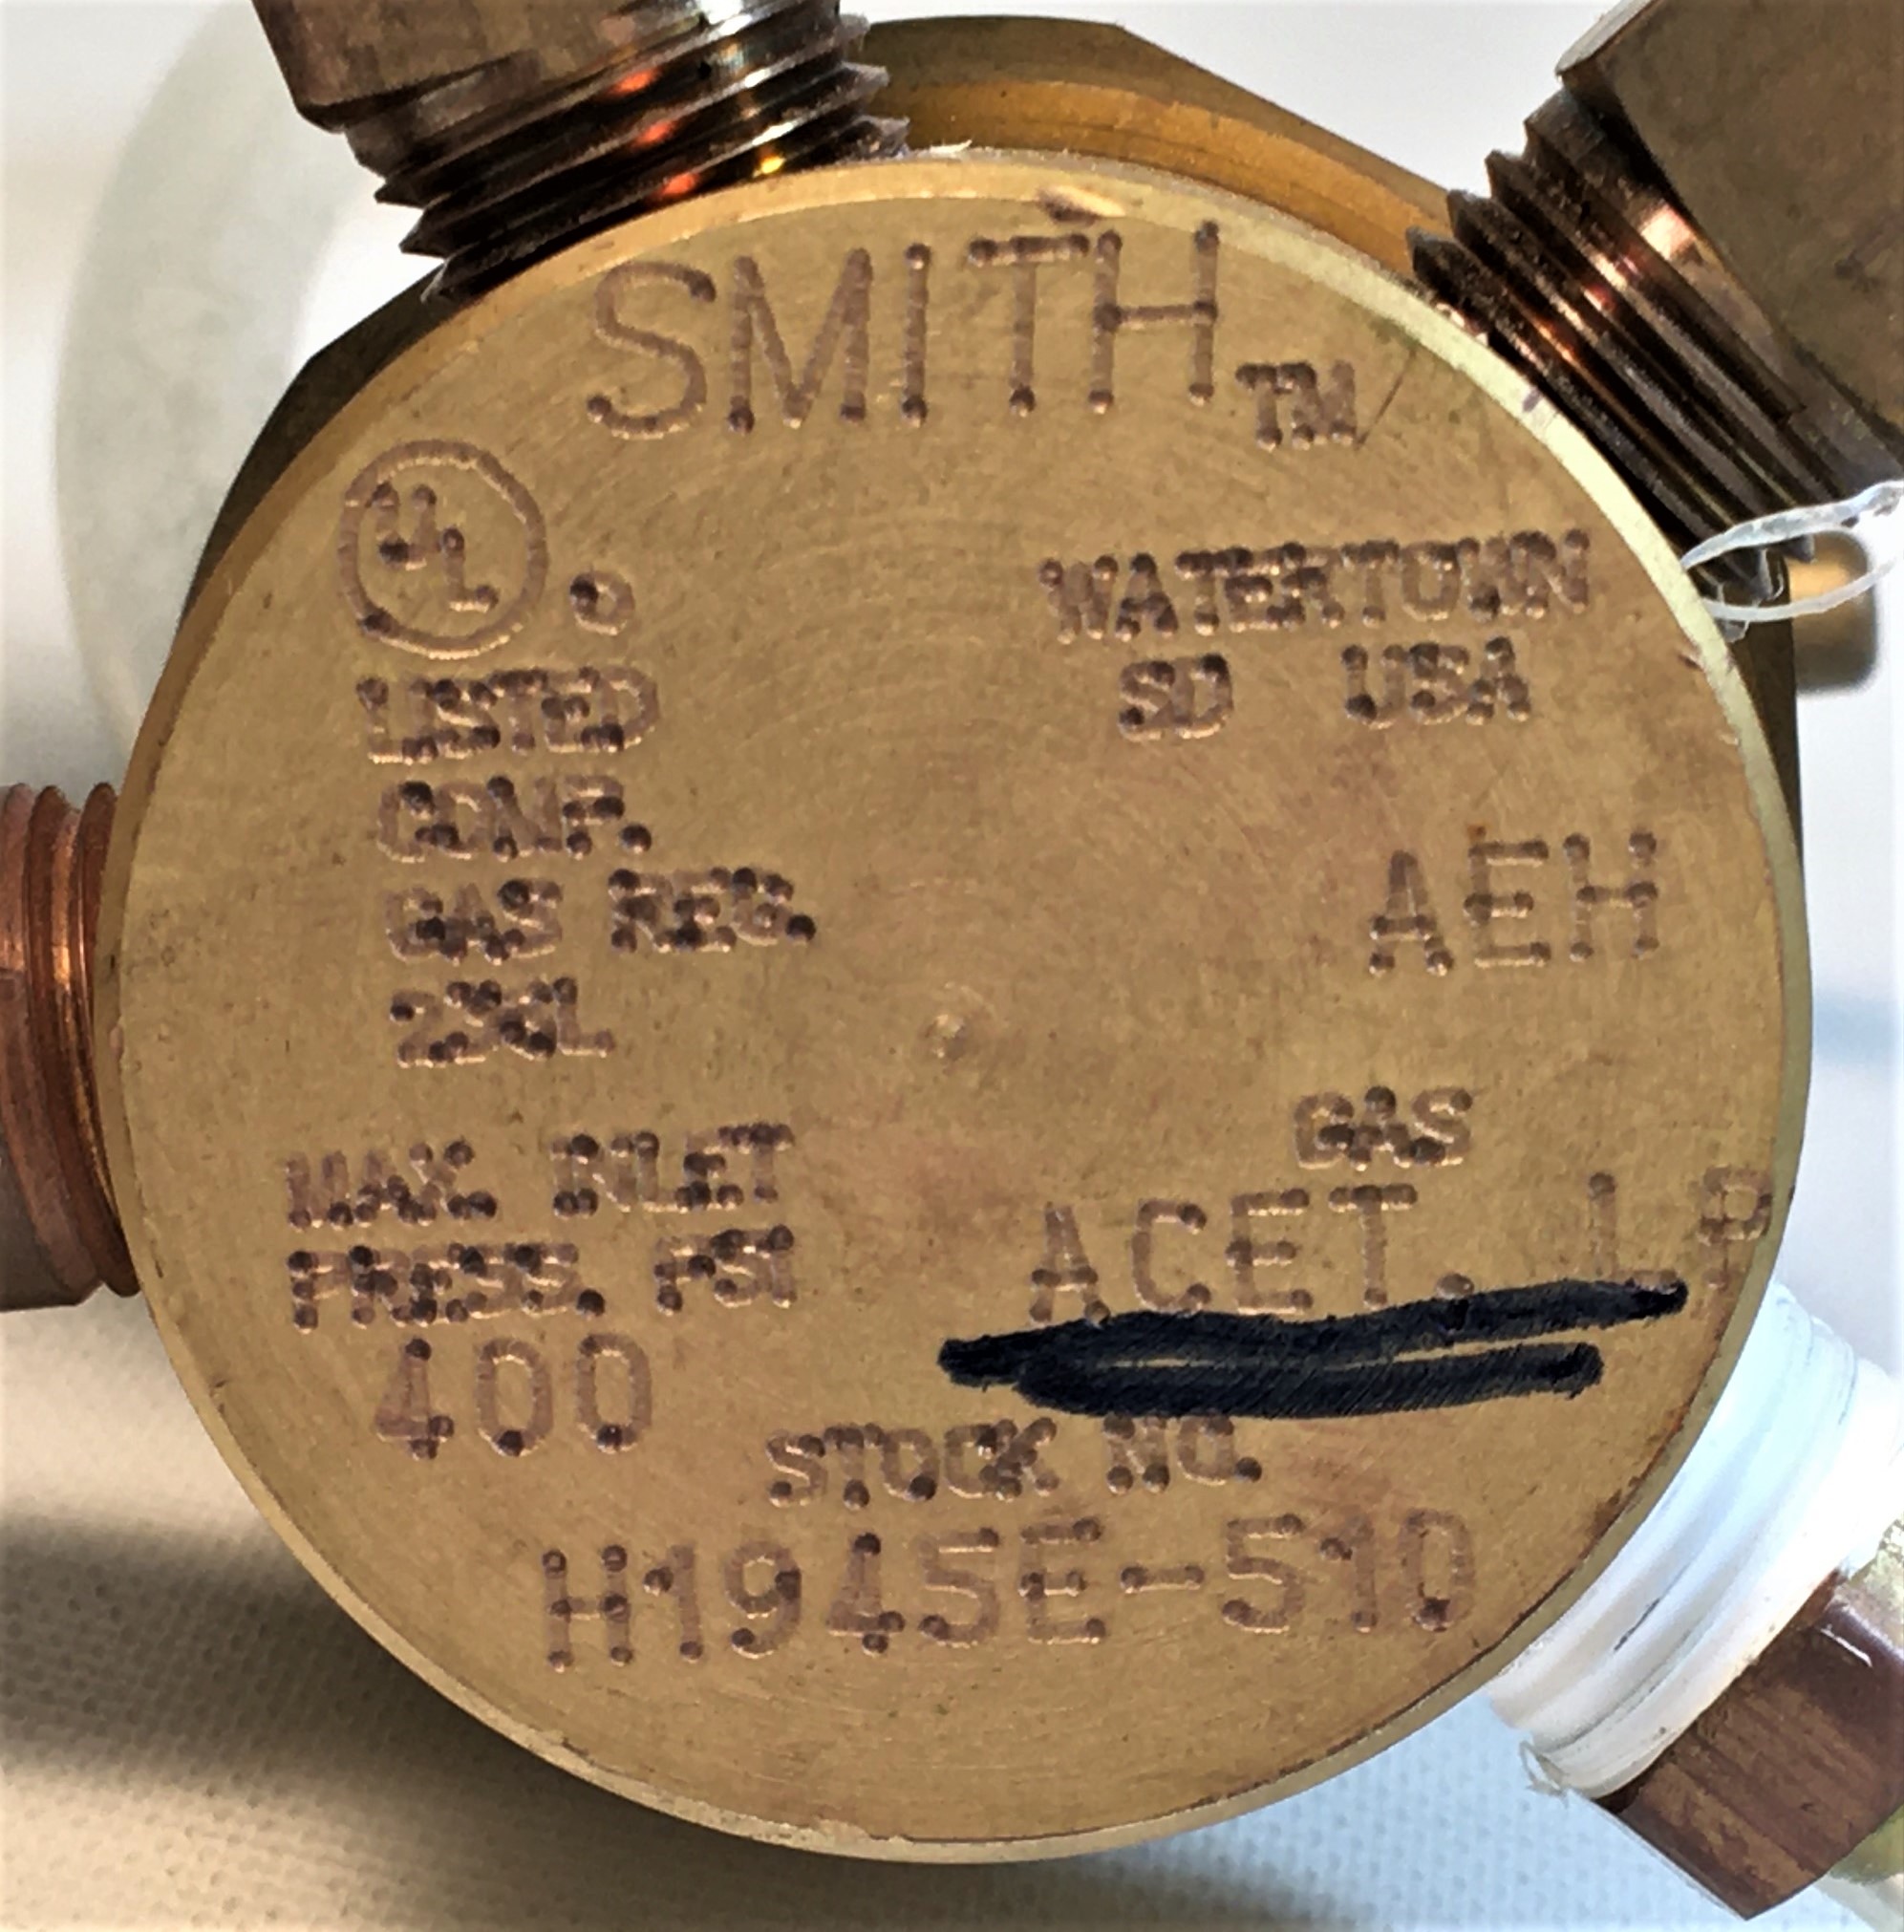 SMITH TM
UL
LISTED
COMP.
GAS REG.
WATERTOWN
SD USA
AEH
MAX. INLET
PRESS. PSI
400
GAS
ACET. LP
STOCK NO.
H1945E-510